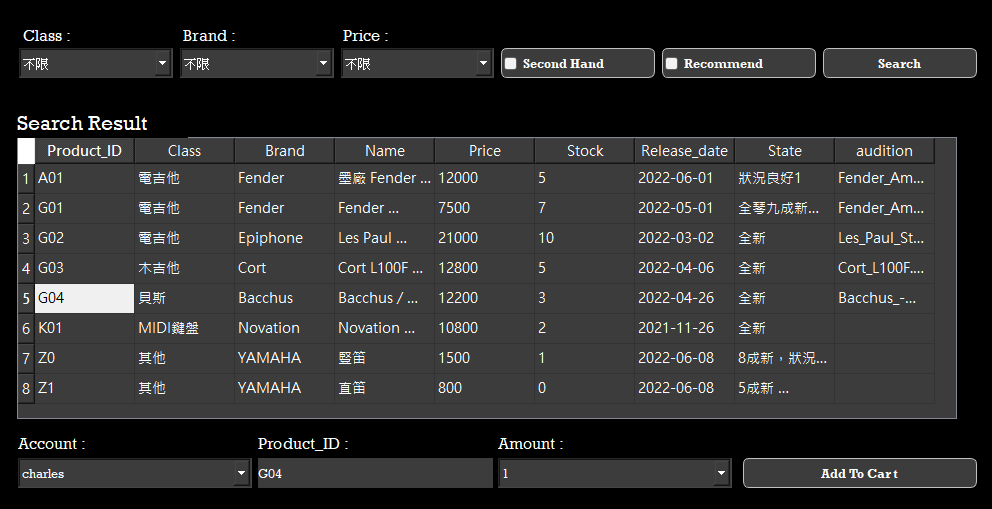 Class : Brand : Price :
不限 不限 不限 Second Hand Recommend Search
Search Result
Product_ID Class Brand Name Price Stock Release_date State audition
1 A01 電吉他 Fender 墨廠 Fender ... 12000 5 2022-06-01 狀況良好1 Fender_Am...
2 G01 電吉他 Fender Fender ... 7500 7 2022-05-01 全琴九成新... Fender_Am...
3 G02 電吉他 Epiphone Les Paul ... 21000 10 2022-03-02 全新 Les_Paul_St...
4 G03 木吉他 Cort Cort L100F ... 12800 5 2022-04-06 全新 Cort_L100F....
5 G04 貝斯 Bacchus Bacchus / ... 12200 3 2022-04-26 全新 Bacchus_-...
6 K01 MIDI鍵盤 Novation Novation ... 10800 2 2021-11-26 全新
7 Z0 其他 YAMAHA 豎笛 1500 1 2022-06-08 8成新，狀況...
8 Z1 其他 YAMAHA 直笛 800 0 2022-06-08 5成新 ...
Account : Product_ID : Amount :
charles G04 1 Add To Cart